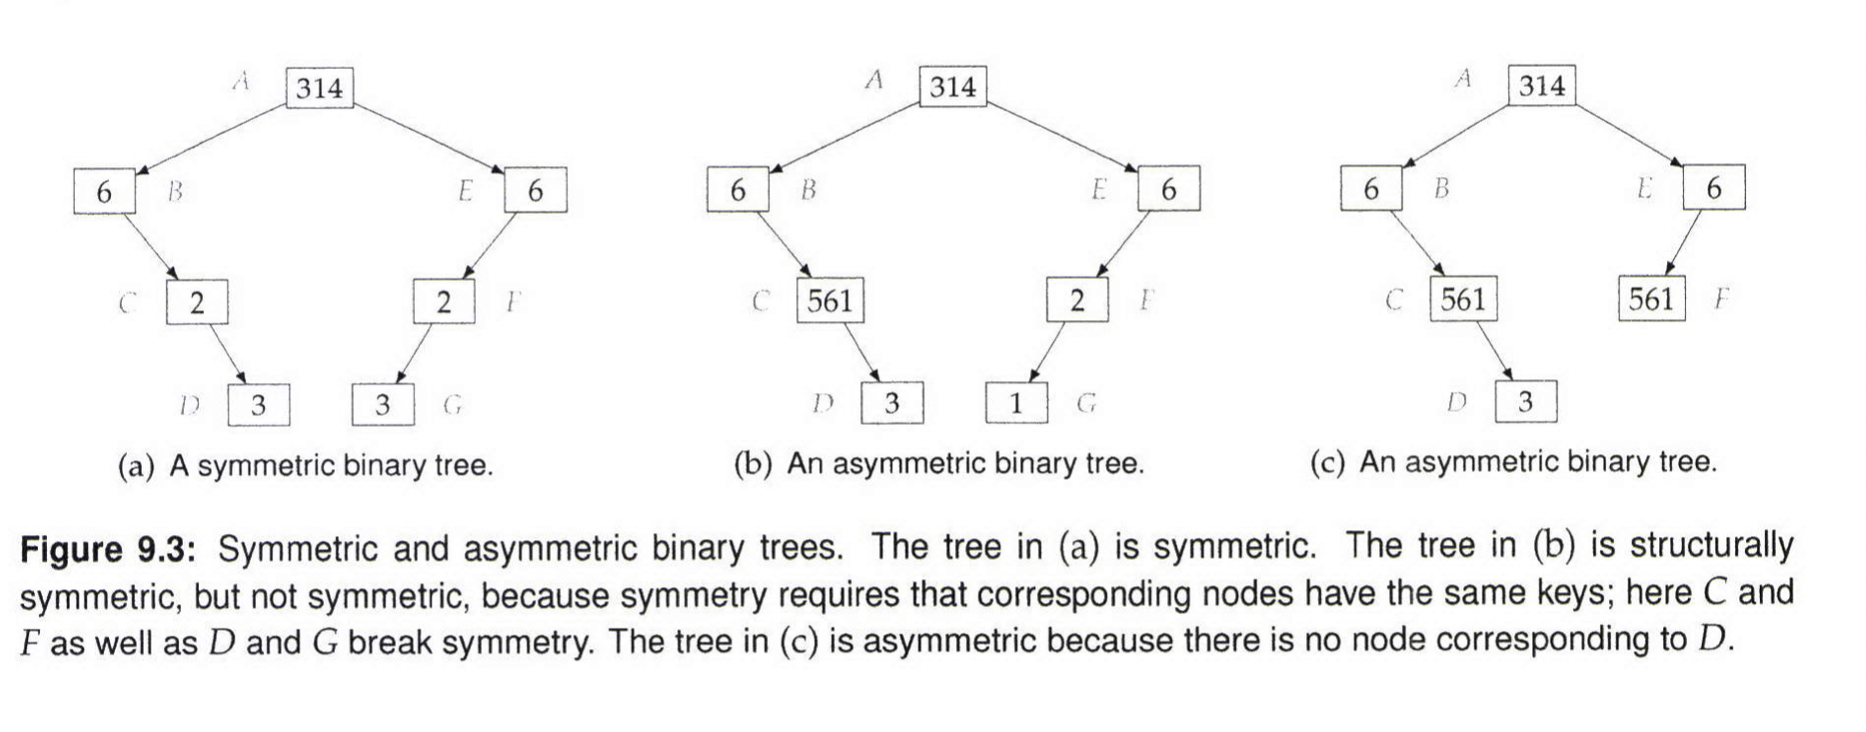 A 314
6 B E 6
C 2 2 F
D 3 3 G
(a) A symmetric binary tree.
A 314
6 B E 6
C 561 2 F
D 3 1 G
(b) An asymmetric binary tree.
A 314
6 B E 6
C 561 561 F
D 3
(c) An asymmetric binary tree.
Figure 9.3: Symmetric and asymmetric binary trees. The tree in (a) is symmetric. The tree in (b) is structurally
symmetric, but not symmetric, because symmetry requires that corresponding nodes have the same keys; here C and
F as well as D and G break symmetry. The tree in (c) is asymmetric because there is no node corresponding to D.